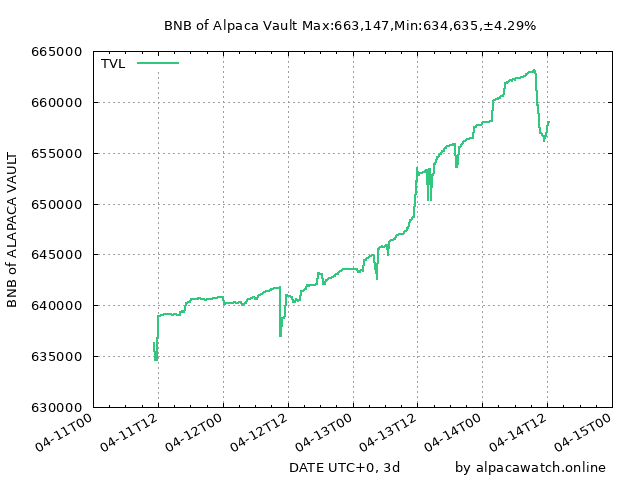 BNB of Alpaca Vault Max:663,147,Min:634,635,±4.29%
TVL
665000
660000
655000
650000
645000
640000
635000
630000
BNB of ALAPACA VAULT
04-11T00
04-11T12
04-12T00
04-12T12
04-13T00
04-13T12
04-14T00
04-14T12
04-15T00
DATE UTC+0, 3d
by alpacawatch.online